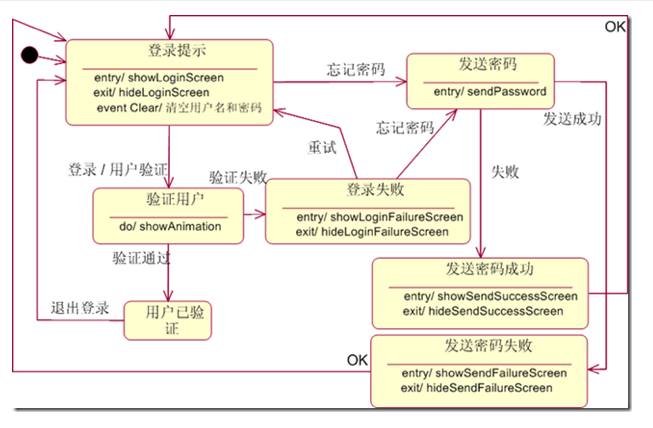 OK
登录提示
entry/ showLoginScreen
exit/ hideLoginScreen
event Clear/ 清空用户名和密码
忘记密码
发送密码
entry/ sendPassword
发送成功
忘记密码
重试
登录 / 用户验证
验证失败
失败
验证用户
do/ showAnimation
登录失败
entry/ showLoginFailureScreen
exit/ hideLoginFailureScreen
验证通过
发送密码成功
entry/ showSendSuccessScreen
exit/ hideSendSuccessScreen
退出登录
用户已验
证
发送密码失败
entry/ showSendFailureScreen
exit/ hideSendFailureScreen
OK